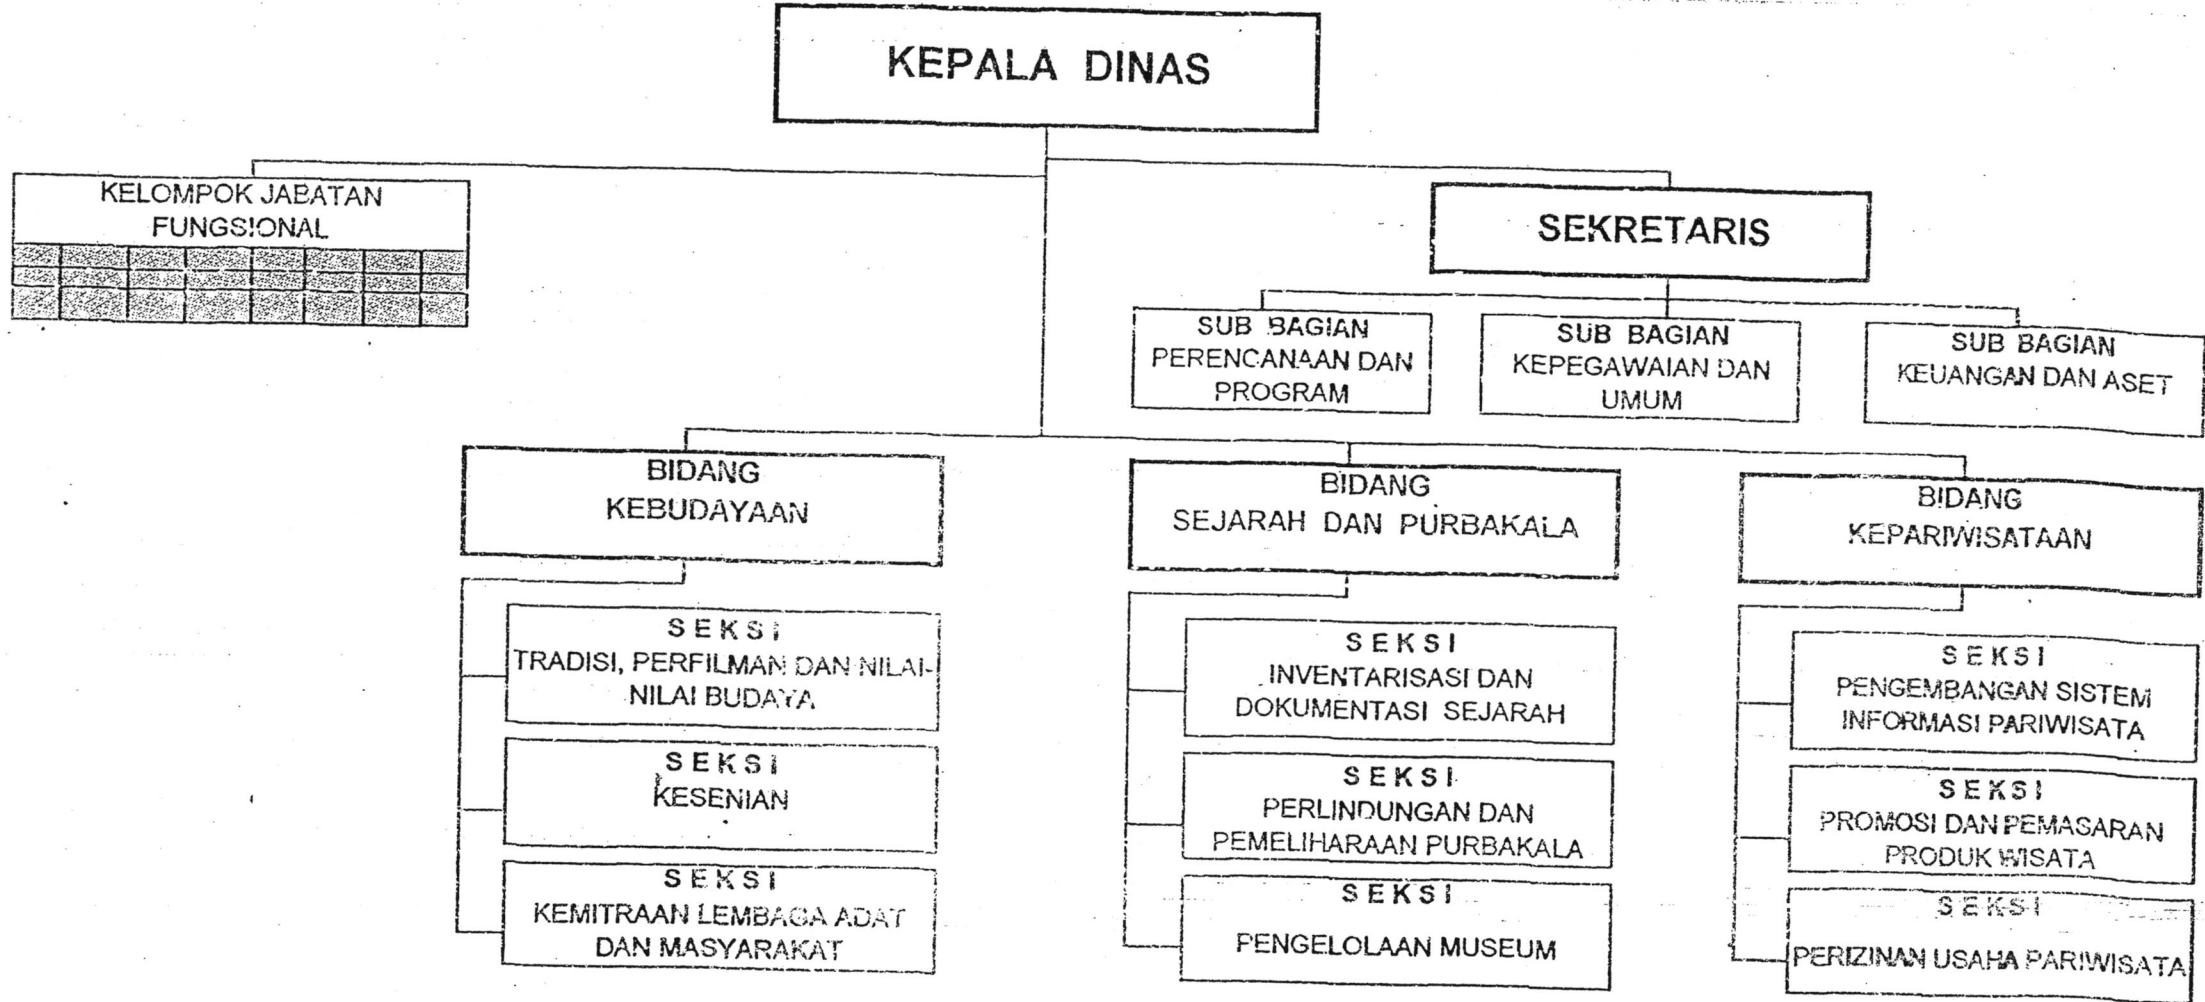 KEPALA DINAS
KELOMPOK JABATAN
FUNGSIONAL
SEKRETARIS
SUB BAGIAN
PERENCANAAN DAN
PROGRAM
SUB BAGIAN
KEPEGAWAIAN DAN
UMUM
SUB BAGIAN
KEUANGAN DAN ASET
BIDANG
KEBUDAYAAN
BIDANG
SEJARAH DAN PURBAKALA
BIDANG
KEPARIWISATAAN
SEKSI
TRADISI, PERFILMAN DAN NILAI-
NILAI BUDAYA
SEKSI
KESENIAN
SEKSI
KEMITRAAN LEMBAGA ADAT
DAN MASYARAKAT
SEKSI
INVENTARISASI DAN
DOKUMENTASI SEJARAH
SEKSI
PERLINDUNGAN DAN
PEMELIHARAAN PURBAKALA
SEKSI
PENGELOLAAN MUSEUM
SEKSI
PENGEMBANGAN SISTEM
INFORMASI PARIWISATA
SEKSI
PROMOSI DAN PEMASARAN
PRODUK WISATA
SEKSI
PERIZINAN USAHA PARIWISATA